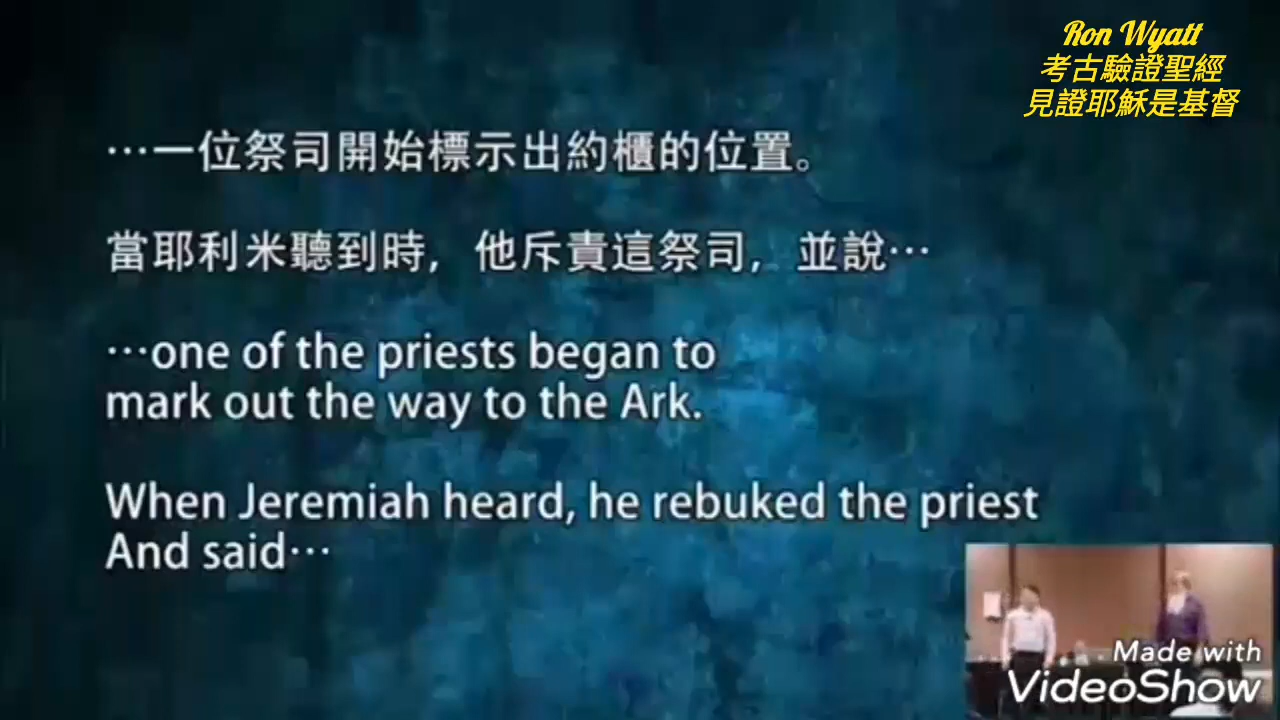 Ron Wyatt
考古驗證聖經
見證耶穌是基督
…一位祭司開始標示出約櫃的位置。
當耶利米聽到時，他斥責這祭司，並說…
…one of the priests began to
mark out the way to the Ark.
When Jeremiah heard, he rebuked the priest
And said…
Made with
VideoShow